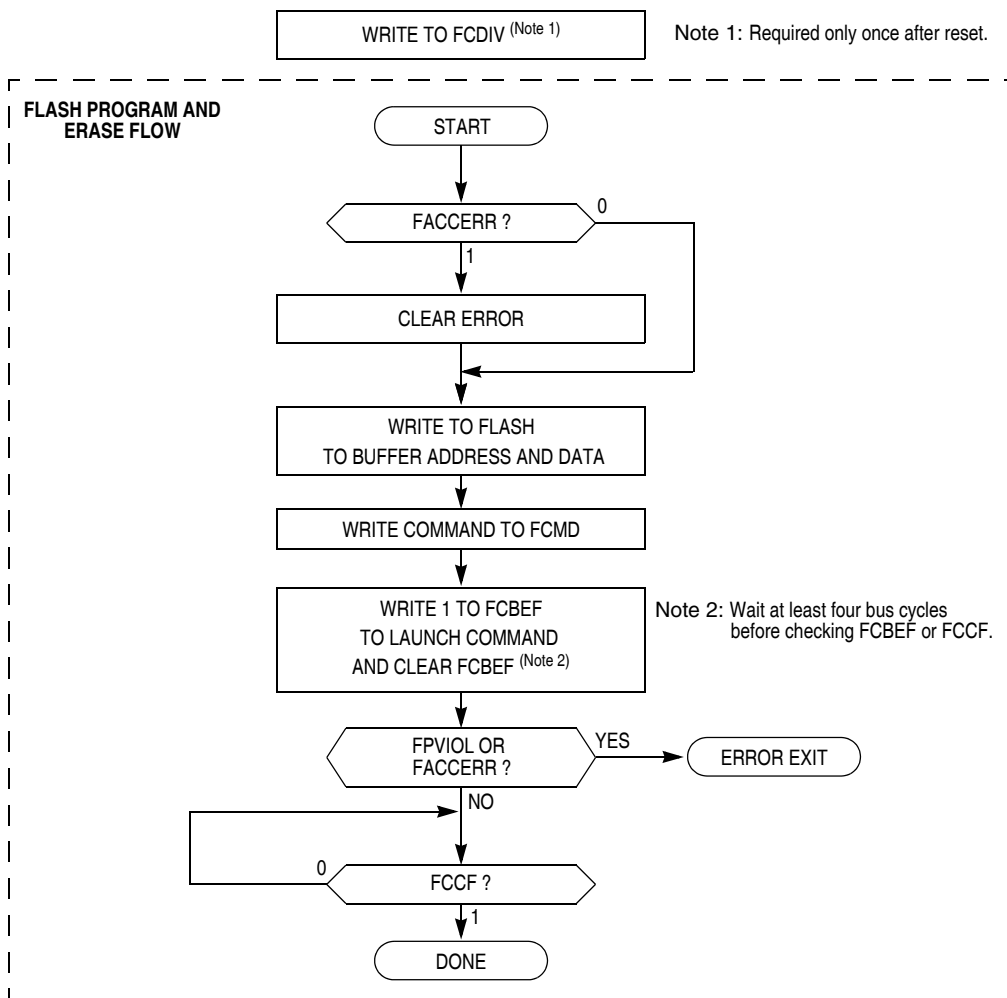 WRITE TO FCDIV (Note 1)
Note 1: Required only once after reset.
FLASH PROGRAM AND
ERASE FLOW
START
FACCERR ?
0
1
CLEAR ERROR
WRITE TO FLASH
TO BUFFER ADDRESS AND DATA
WRITE COMMAND TO FCMD
WRITE 1 TO FCBEF
TO LAUNCH COMMAND
AND CLEAR FCBEF (Note 2)
Note 2: Wait at least four bus cycles
before checking FCBEF or FCCF.
FPVIOL OR
FACCERR ?
YES
ERROR EXIT
NO
0
FCCF ?
1
DONE